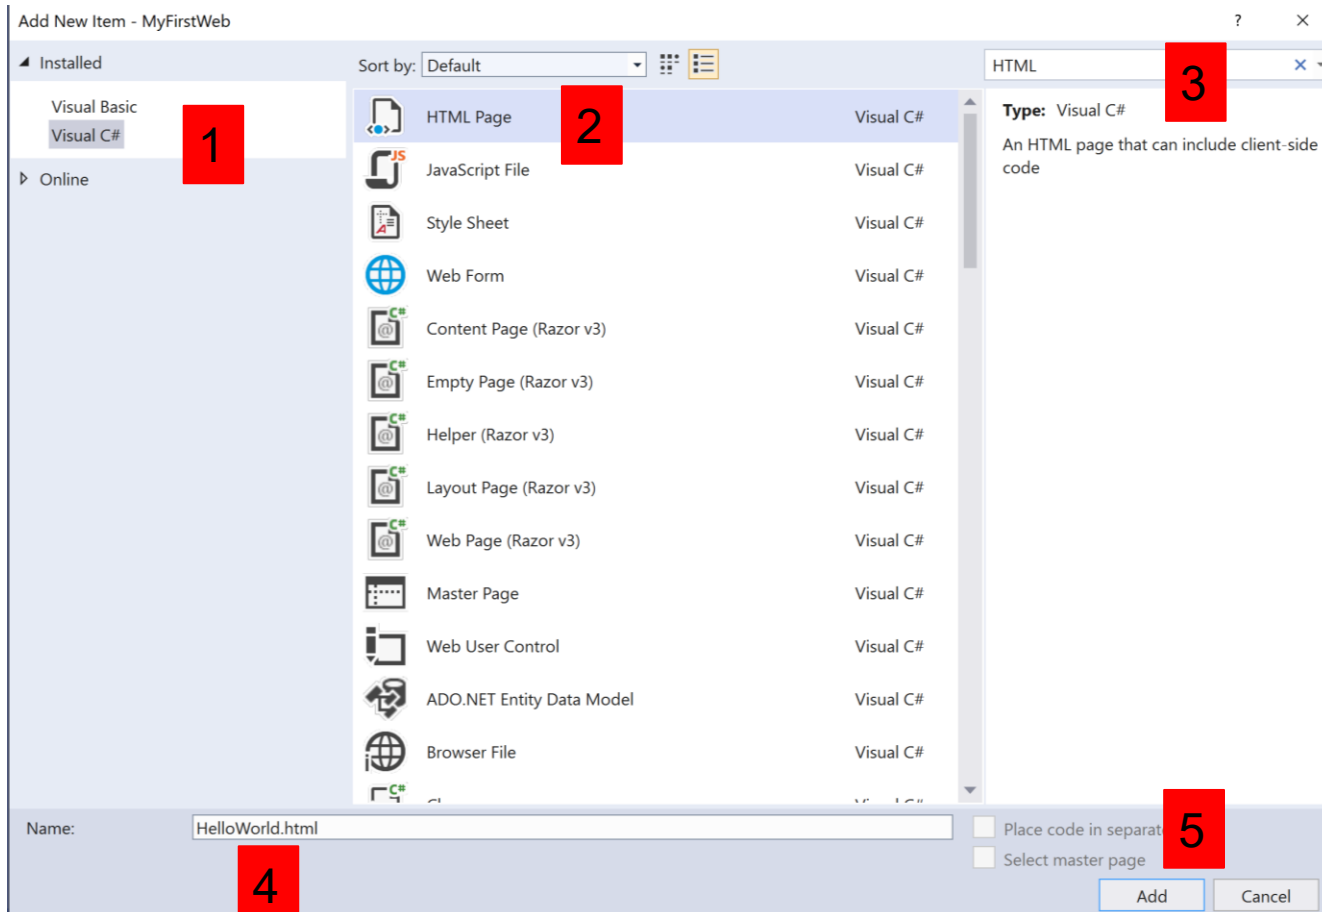 Add New Item - MyFirstWeb
?
Installed
Visual Basic
Visual C#
Online
1
Sort by: Default
2
HTML Page Visual C#
JavaScript File Visual C#
Style Sheet Visual C#
Web Form Visual C#
Content Page (Razor v3) Visual C#
Empty Page (Razor v3) Visual C#
Helper (Razor v3) Visual C#
Layout Page (Razor v3) Visual C#
Web Page (Razor v3) Visual C#
Master Page Visual C#
Web User Control Visual C#
ADO.NET Entity Data Model Visual C#
Browser File Visual C#
HTML
3
Type: Visual C#
An HTML page that can include client-side
code
Name: HelloWorld.html
4
Place code in
5
Select master page
Add Cancel